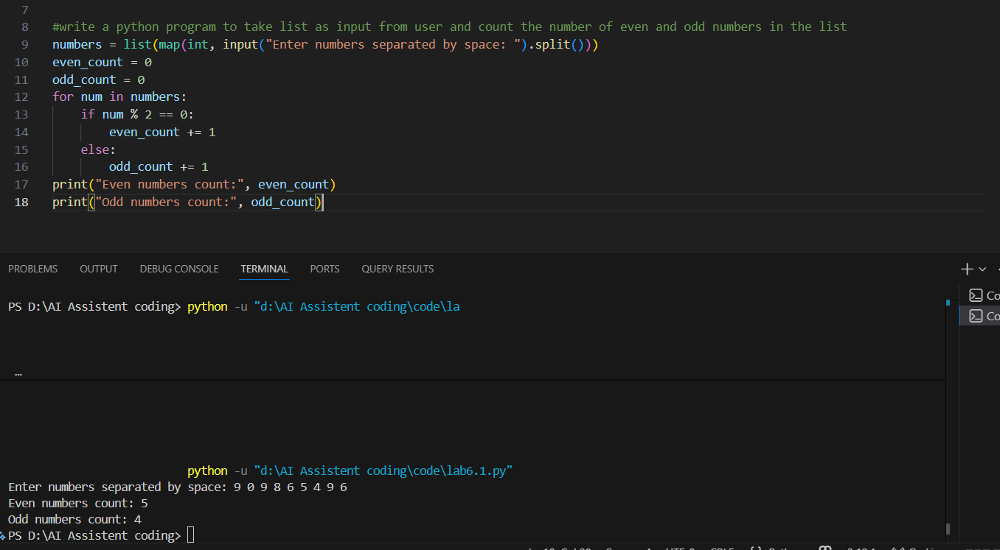 7
8 #write a python program to take list as input from user and count the number of even and odd numbers in the list
9 numbers = list(map(int, input("Enter numbers separated by space: ").split()))
10 even_count = 0
11 odd_count = 0
12 for num in numbers:
13 if num % 2 == 0:
14 even_count += 1
15 else:
16 odd_count += 1
17 print("Even numbers count:", even_count)
18 print("Odd numbers count:", odd_count)
PROBLEMS OUTPUT DEBUG CONSOLE TERMINAL PORTS QUERY RESULTS
PS D:\AI Assistent coding> python -u "d:\AI Assistent coding\code\la
Co
Co
...
python -u "d:\AI Assistent coding\code\lab6.1.py"
Enter numbers separated by space: 9 0 9 8 6 5 4 9 6
Even numbers count: 5
Odd numbers count: 4
PS D:\AI Assistent coding>